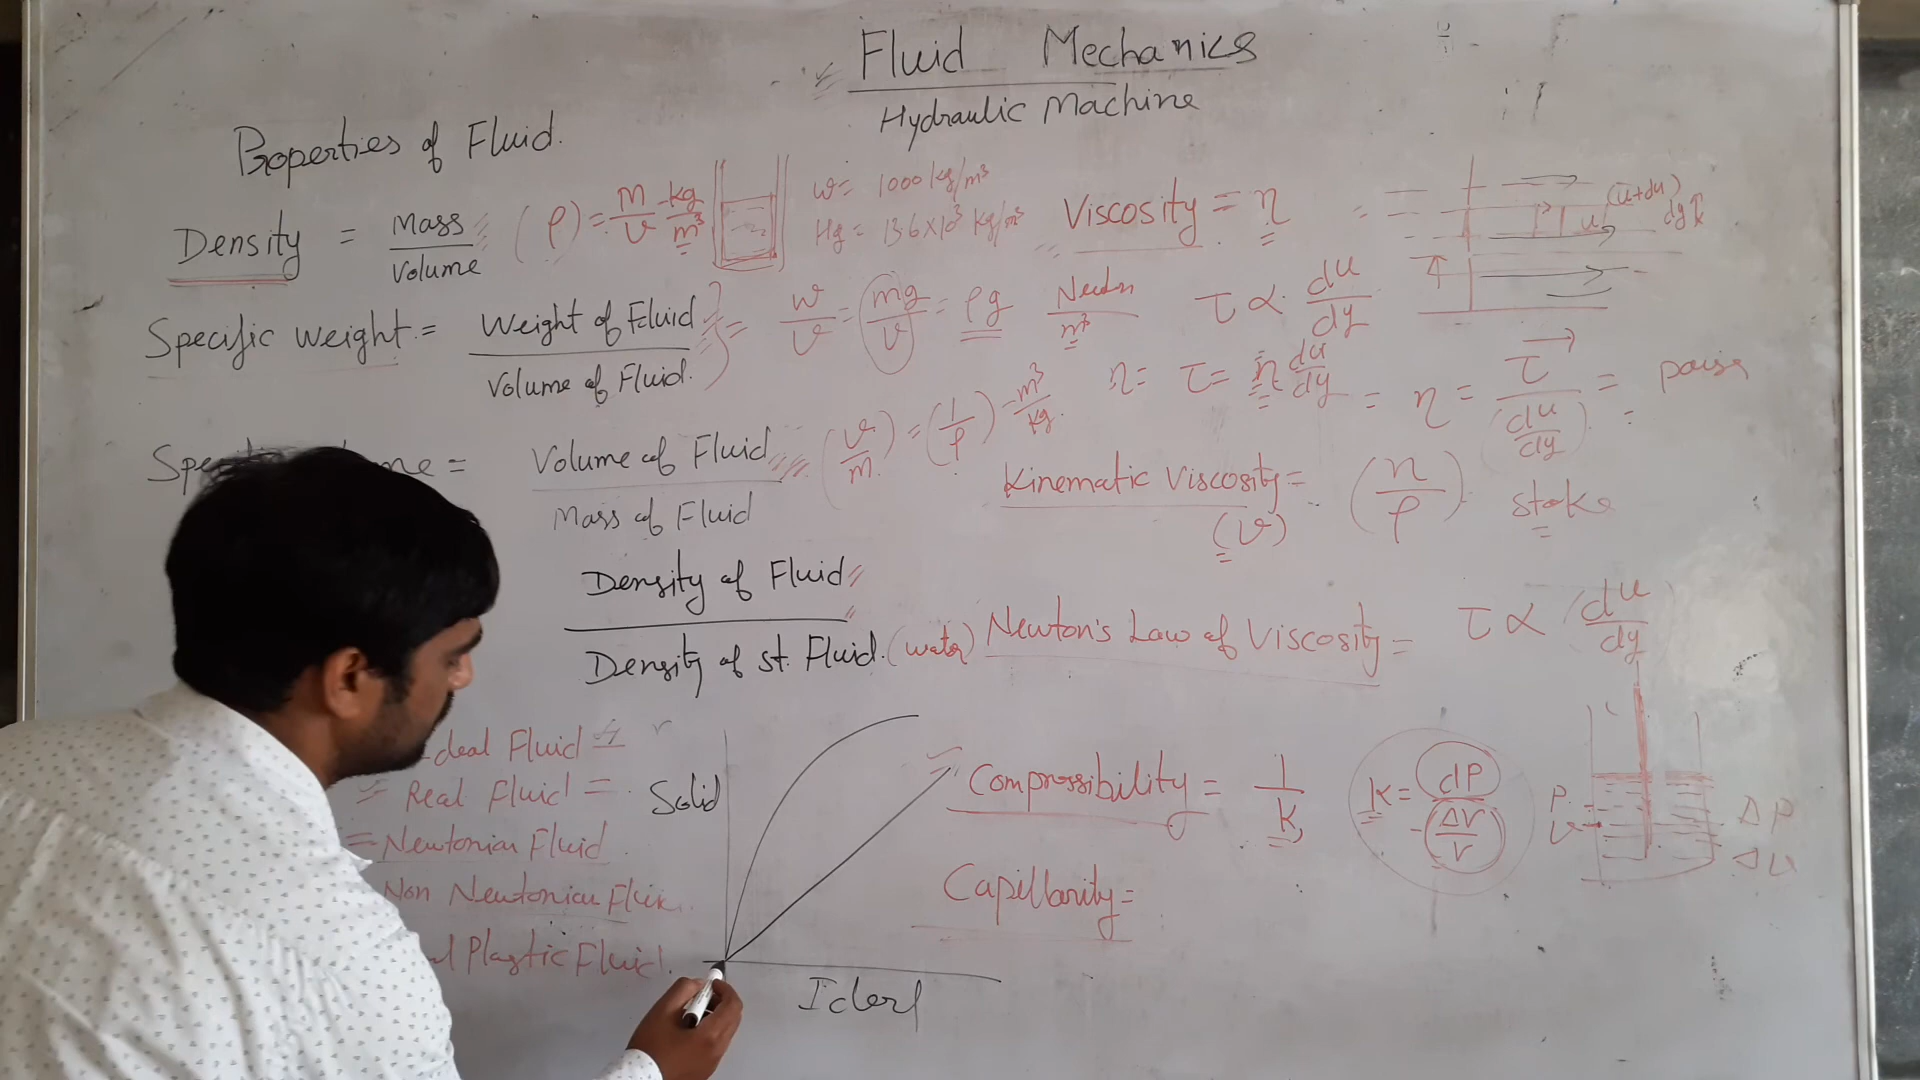 Fluid Mechanics
Hydraulic Machine
Properties of Fluid.
Density = Mass / Volume (ρ) = M/v kg/m³
w = 1000 kg/m³
Hg = 13.6×10³ kg/m³
Specific Weight = Weight of Fluid / Volume of Fluid. = w/v = mg/v = ρg Newton/m³
Volume of Fluid / Mass of Fluid (v/m) = (1/ρ) - m³/kg.
Density of Fluid / Density of st. Fluid. (water)
Ideal Fluid =
= Real Fluid =
= Newtonian Fluid
Non Newtonian
Plastic Fluid.
Solid
Ideal
Viscosity = η
u (u+du) dy
τ ∝ du/dy
η = τ = η du/dy = η = τ / (du/dy) =
Kinematic Viscosity = (η/ρ) stoke
(ν)
Newton's Law of Viscosity = τ ∝ (du/dy)
Compressibility = 1/K
K = dP / -(ΔV/V)
P
V
ΔP
ΔV
Capillarity =